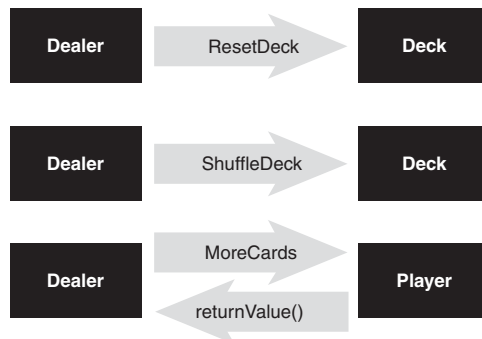 Dealer ResetDeck Deck
Dealer ShuffleDeck Deck
MoreCards
Dealer Player
returnValue()